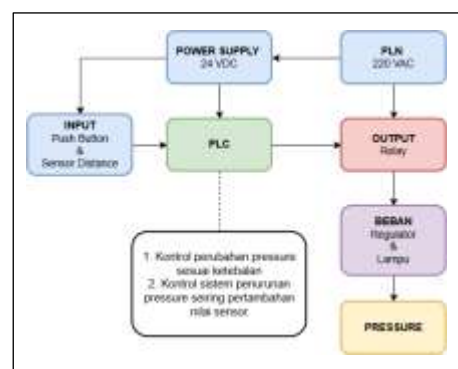 POWER SUPPLY
24 VDC
PLN
220 VAC
INPUT
Push Button
&
Sensor Distance
PLC
OUTPUT
Relay
BEBAN
Regulator
&
Lampu
1. Kontrol perubahan pressure
sesuai ketebalan
2. Kontrol sistem penurunan
pressure seiring pertambahan
nilai sensor
PRESSURE